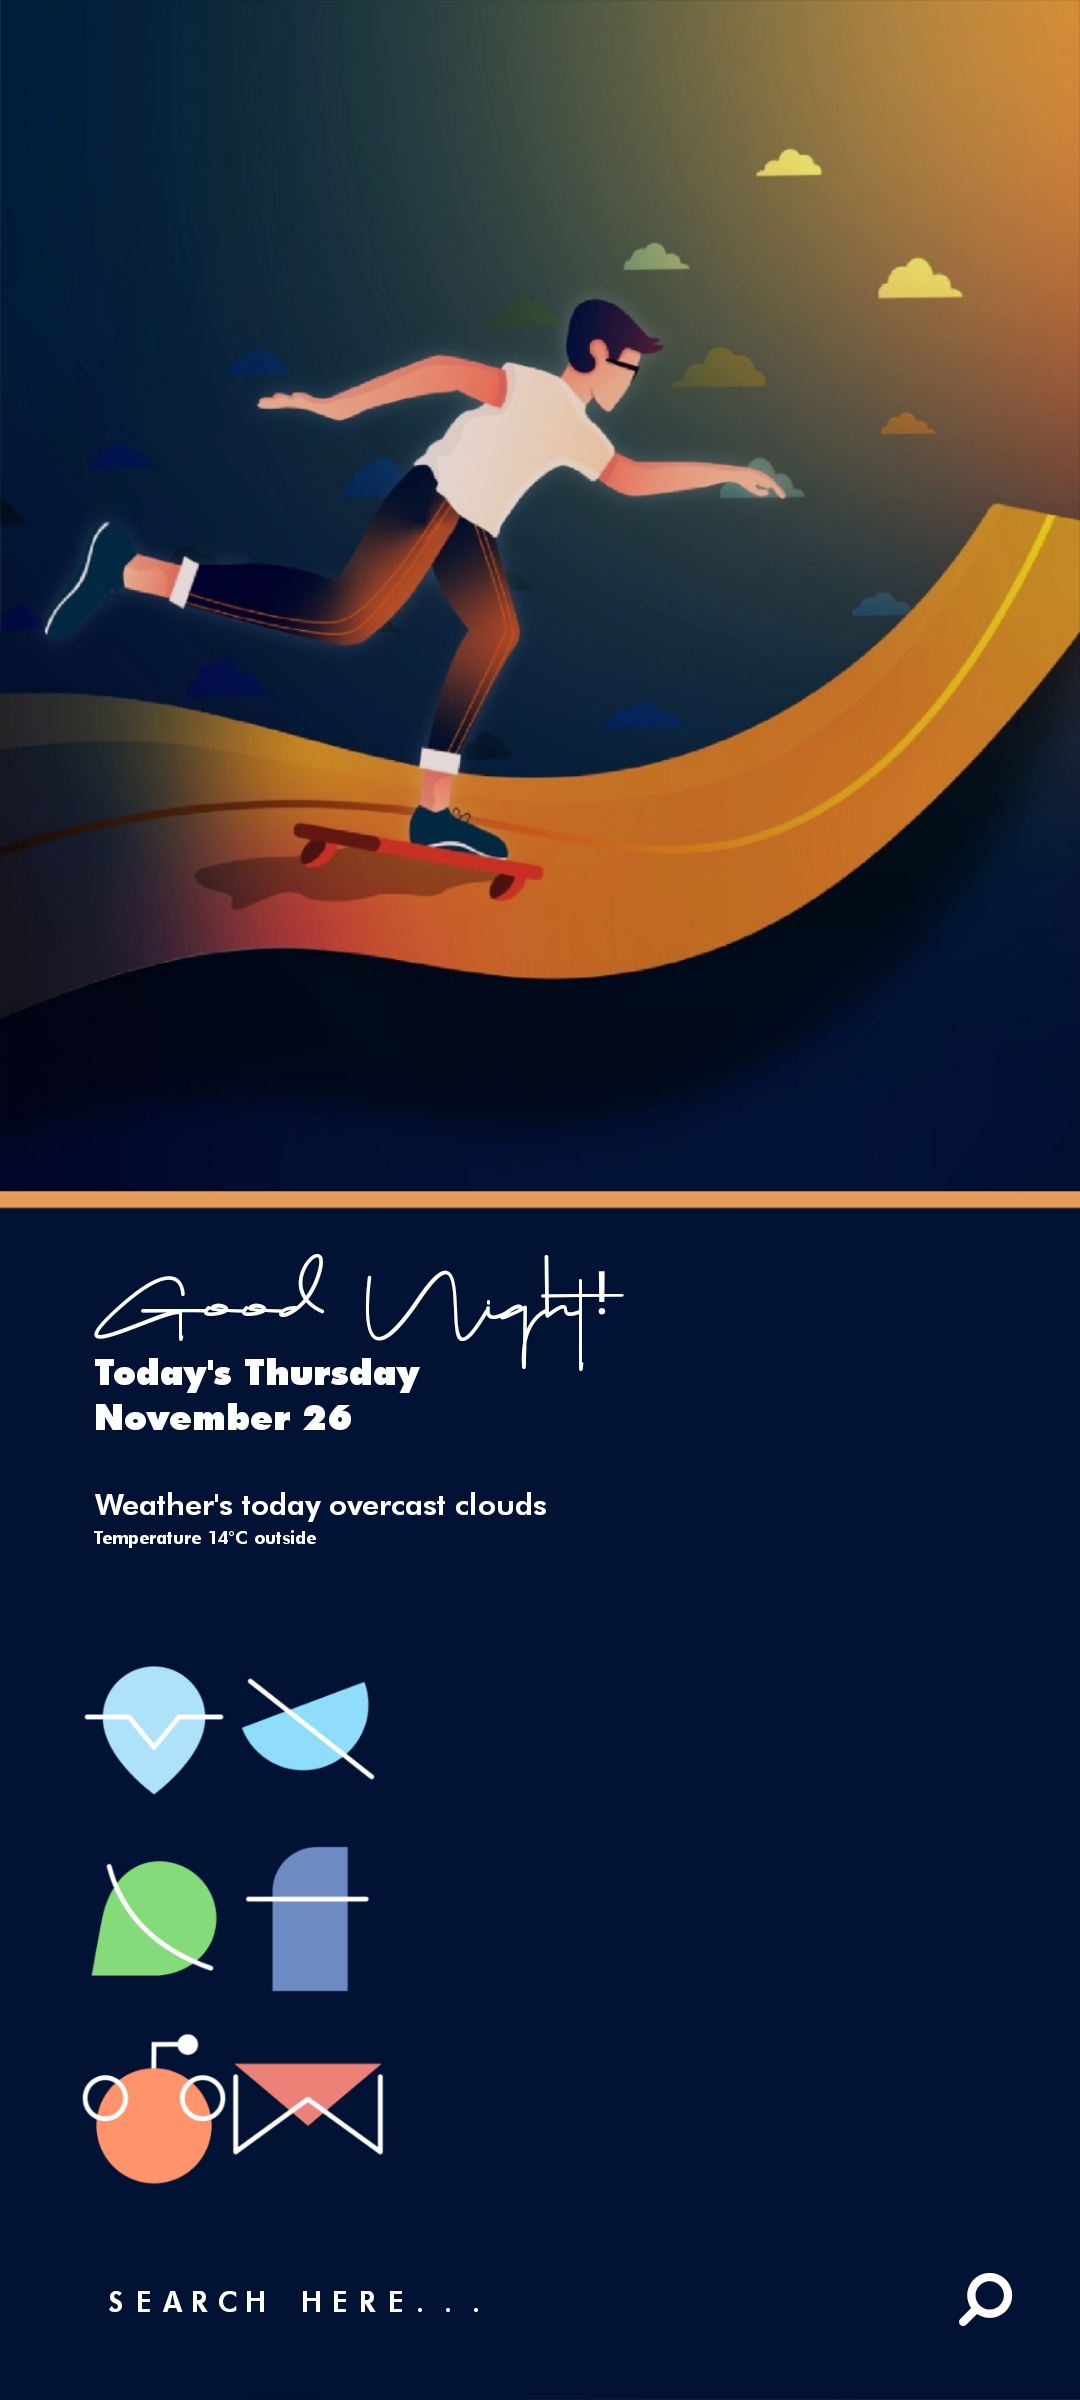 Good Night!
Today's Thursday
November 26
Weather's today overcast clouds
Temperature 14°C outside
SEARCH HERE...